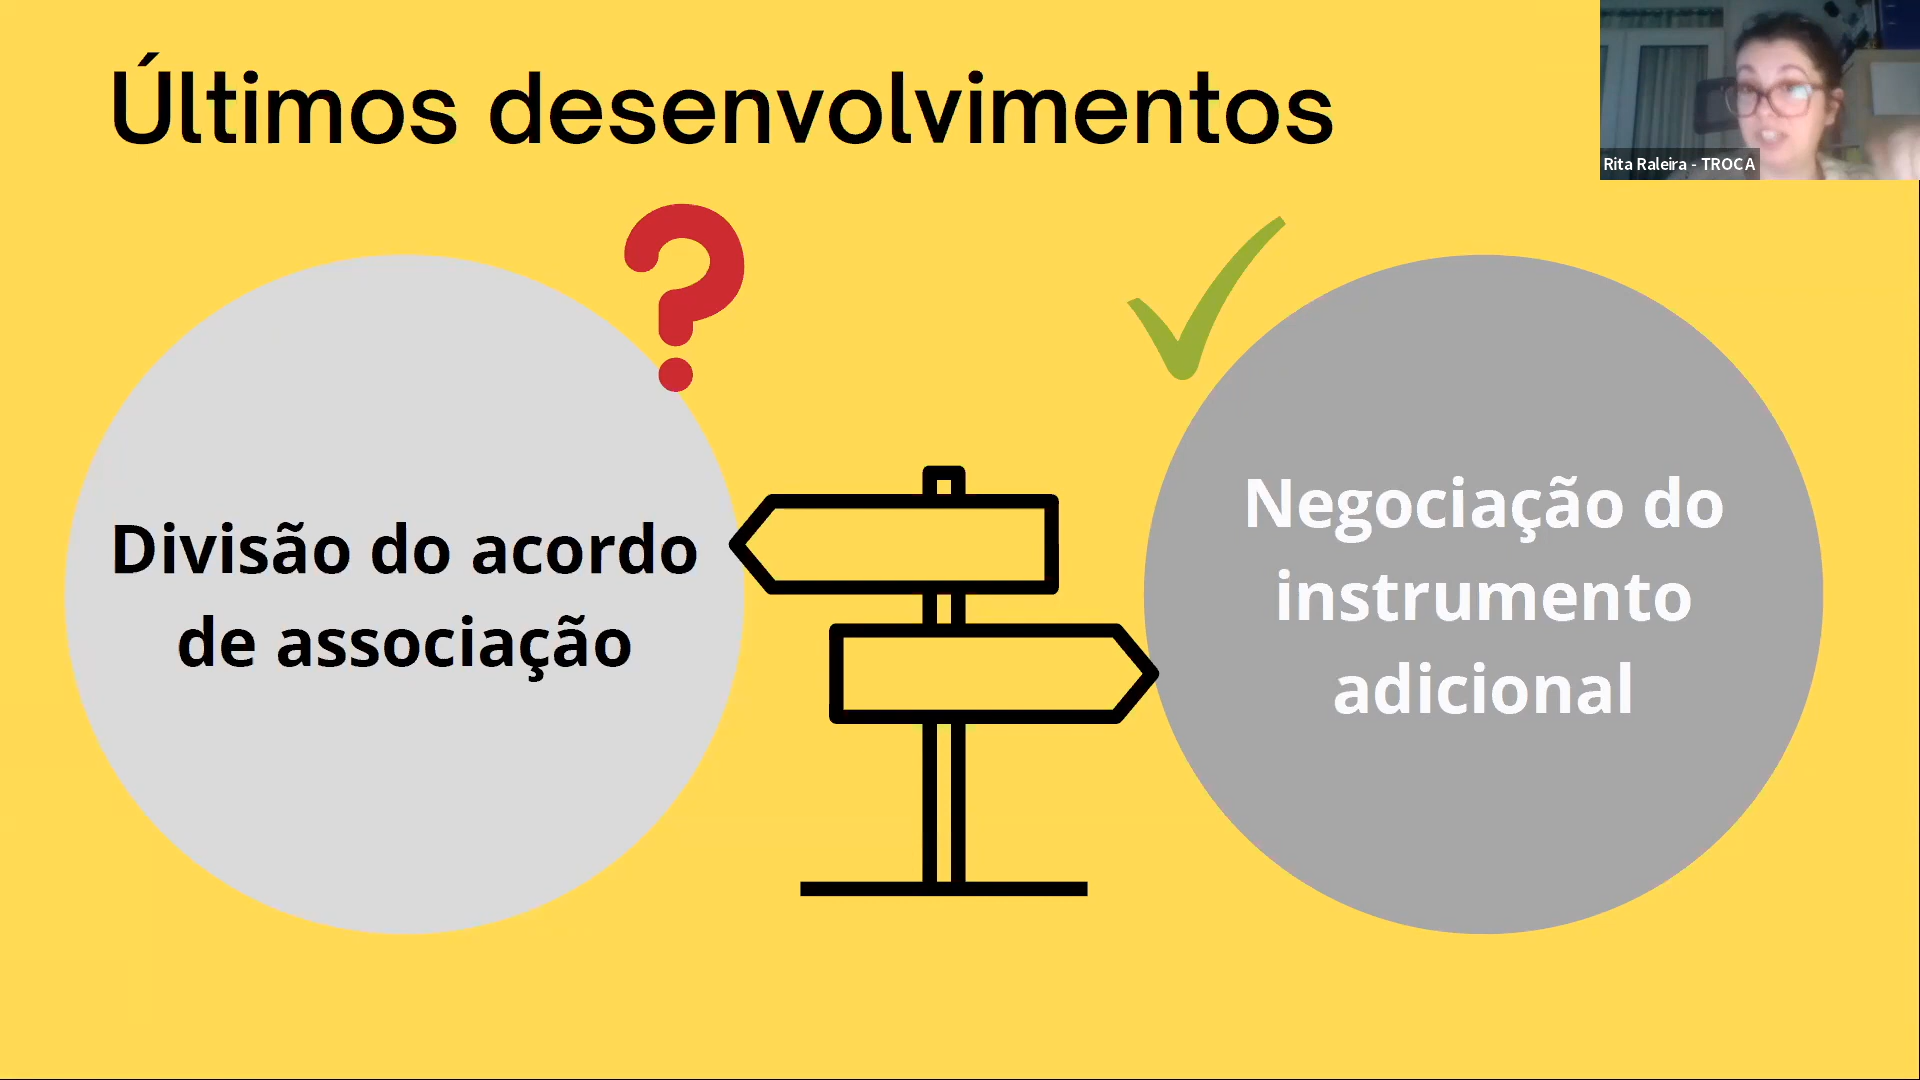 Últimos desenvolvimentos
Rita Raleira - TROCA
Divisão do acordo
de associação
Negociação do
instrumento
adicional